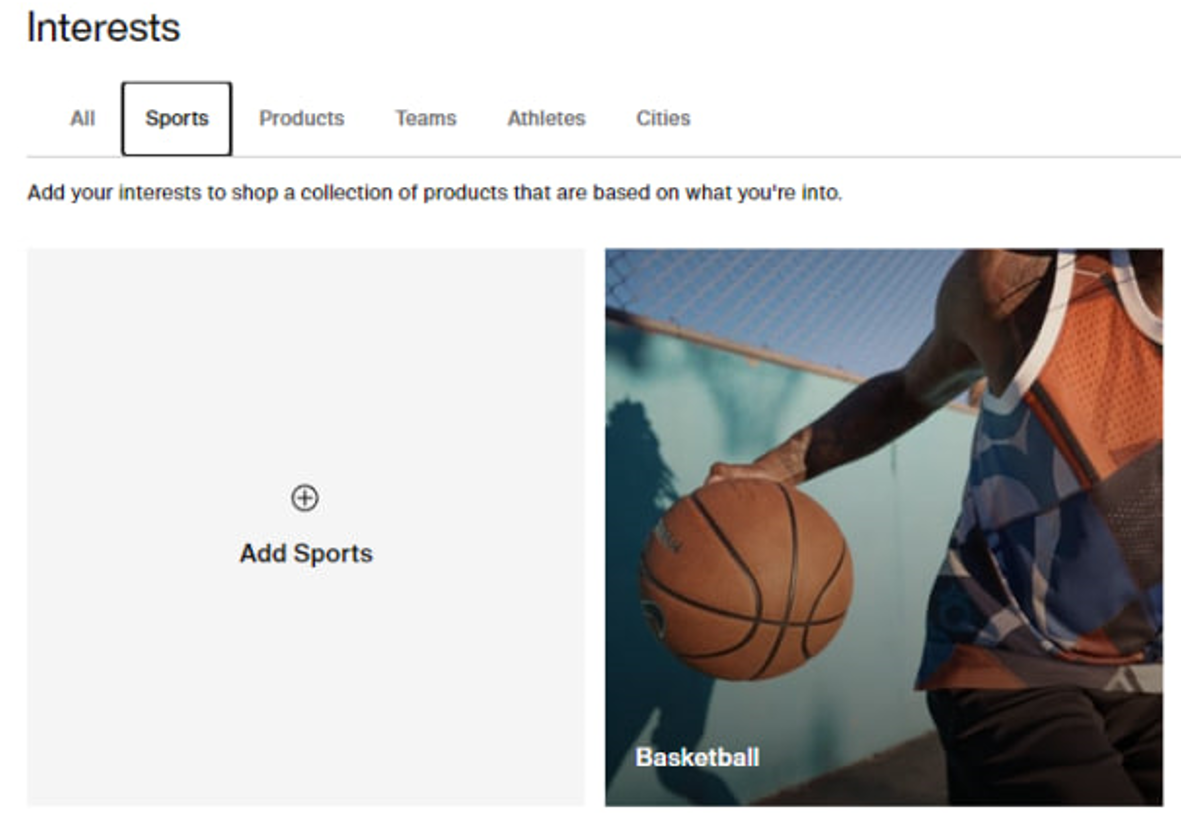 Interests
All Sports Products Teams Athletes Cities
Add your interests to shop a collection of products that are based on what you're into.
Add Sports
Basketball